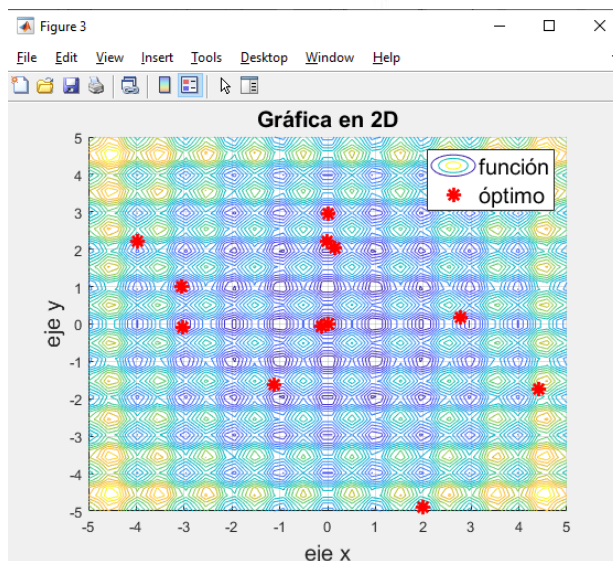 Figure 3
File Edit View Insert Tools Desktop Window Help
Gráfica en 2D
función
óptimo
5
4
3
2
1
0
-1
-2
-3
-4
-5
eje y
-5 -4 -3 -2 -1 0 1 2 3 4 5
eje x